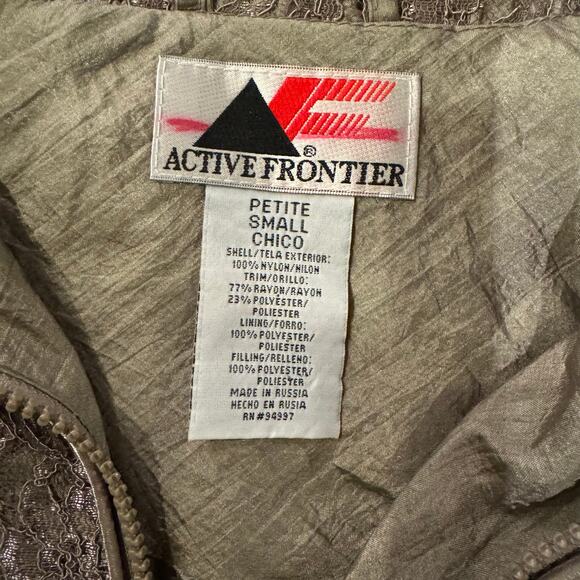 ®
ACTIVE FRONTIER
PETITE
SMALL
CHICO
SHELL/TELA EXTERIOR:
100% NYLON/NILON
TRIM/ORILLO:
77% RAYON/RAYON
23% POLYESTER/
POLIESTER
LINING/FORRO:
100% POLYESTER/
POLIESTER
FILLING/RELLENO:
100% POLYESTER/
POLIESTER
MADE IN RUSSIA
HECHO EN RUSIA
RN #94997